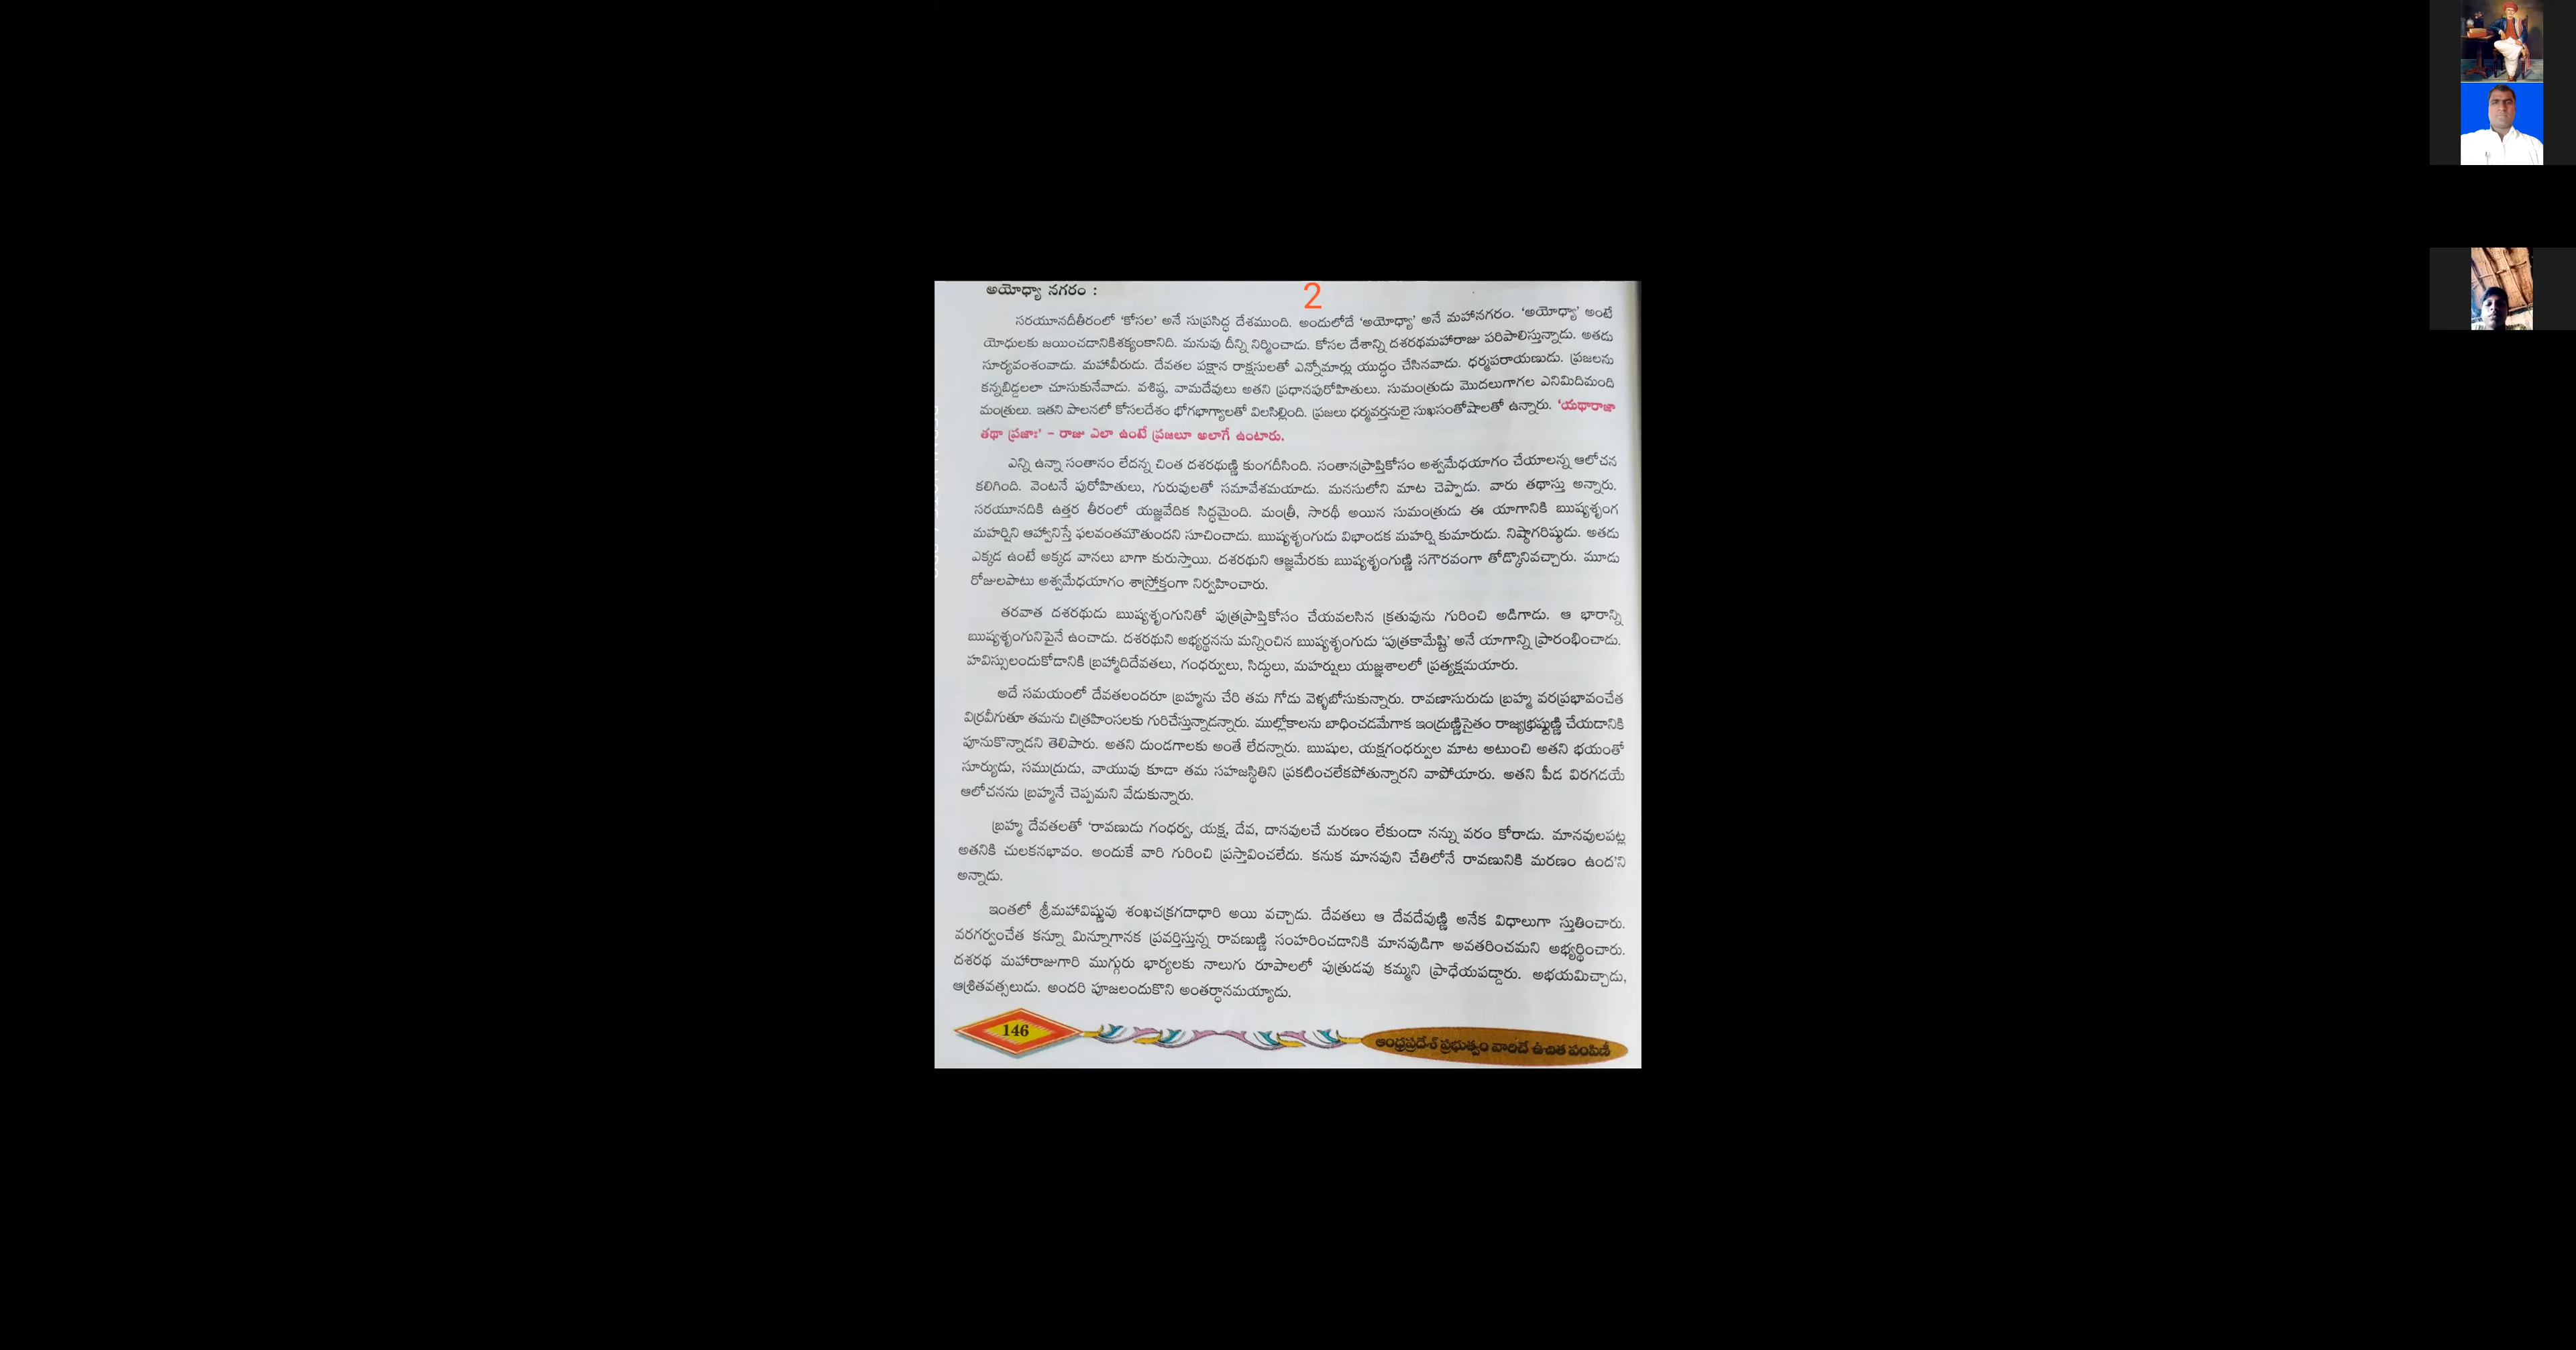 2
అయోధ్యా నగరం :
సరయూనదీతీరంలో ‘కోసల’ అనే సుప్రసిద్ధ దేశముంది. అందులోదే ‘అయోధ్యా’ అనే మహానగరం. ‘అయోధ్యా’ అంటే
యోధులకు జయించడానికిశక్యంకానిది. మనువు దీన్ని నిర్మించాడు. కోసల దేశాన్ని దశరథమహారాజు పరిపాలిస్తున్నాడు. అతడు
సూర్యవంశంవాడు. మహావీరుడు. దేవతల పక్షాన రాక్షసులతో ఎన్నోమార్లు యుద్ధం చేసినవాడు. ధర్మపరాయణుడు. ప్రజలను
కన్నబిడ్డలలా చూసుకునేవాడు. వశిష్ఠ, వామదేవులు అతని ప్రధానపురోహితులు. సుమంత్రుడు మొదలుగాగల ఎనిమిదిమంది
మంత్రులు. ఇతని పాలనలో కోసలదేశం భోగభాగ్యాలతో విలసిల్లింది. ప్రజలు ధర్మవర్తనులై సుఖసంతోషాలతో ఉన్నారు. ‘యథారాజా
తథా ప్రజాః’ – రాజు ఎలా ఉంటే ప్రజలూ అలాగే ఉంటారు.
ఎన్ని ఉన్నా సంతానం లేదన్న చింత దశరథుణ్ణి కుంగదీసింది. సంతానప్రాప్తికోసం అశ్వమేధయాగం చేయాలన్న ఆలోచన
కలిగింది. వెంటనే పురోహితులు, గురువులతో సమావేశమయాడు. మనసులోని మాట చెప్పాడు. వారు తథాస్తు అన్నారు.
సరయూనదికి ఉత్తర తీరంలో యజ్ఞవేదిక సిద్ధమైంది. మంత్రీ, సారథీ అయిన సుమంత్రుడు ఈ యాగానికి ఋష్యశృంగ
మహర్షిని ఆహ్వానిస్తే ఫలవంతమౌతుందని సూచించాడు. ఋష్యశృంగుడు విభాండక మహర్షి కుమారుడు. నిష్ఠాగరిష్ఠుడు. అతడు
ఎక్కడ ఉంటే అక్కడ వానలు బాగా కురుస్తాయి. దశరథుని ఆజ్ఞమేరకు ఋష్యశృంగుణ్ణి సగౌరవంగా తోడ్కొనివచ్చారు. మూడు
రోజులపాటు అశ్వమేధయాగం శాస్త్రోక్తంగా నిర్వహించారు.
తరవాత దశరథుడు ఋష్యశృంగునితో పుత్రప్రాప్తికోసం చేయవలసిన క్రతువును గురించి అడిగాడు. ఆ భారాన్ని
ఋష్యశృంగునిపైనే ఉంచాడు. దశరథుని అభ్యర్థనను మన్నించిన ఋష్యశృంగుడు ‘పుత్రకామేష్టి’ అనే యాగాన్ని ప్రారంభించాడు.
హవిస్సులందుకోడానికి బ్రహ్మాదిదేవతలు, గంధర్వులు, సిద్ధులు, మహర్షులు యజ్ఞశాలలో ప్రత్యక్షమయారు.
అదే సమయంలో దేవతలందరూ బ్రహ్మను చేరి తమ గోడు వెళ్ళబోసుకున్నారు. రావణాసురుడు బ్రహ్మ వరప్రభావంచేత
విర్రవీగుతూ తమను చిత్రహింసలకు గురిచేస్తున్నాడన్నారు. ముల్లోకాలను బాధించడమేగాక ఇంద్రుణ్ణిసైతం రాజ్యభ్రష్టుణ్ణి చేయడానికి
పూనుకొన్నాడని తెలిపారు. అతని దుండగాలకు అంతే లేదన్నారు. ఋషుల, యక్షగంధర్వుల మాట అటుంచి అతని భయంతో
సూర్యుడు, సముద్రుడు, వాయువు కూడా తమ సహజస్థితిని ప్రకటించలేకపోతున్నారని వాపోయారు. అతని పీడ విరగడయే
ఆలోచనను బ్రహ్మనే చెప్పమని వేడుకున్నారు.
బ్రహ్మ దేవతలతో ‘రావణుడు గంధర్వ, యక్ష, దేవ, దానవులచే మరణం లేకుండా నన్ను వరం కోరాడు. మానవులపట్ల
అతనికి చులకనభావం. అందుకే వారి గురించి ప్రస్తావించలేదు. కనుక మానవుని చేతిలోనే రావణునికి మరణం ఉంద’ని
అన్నాడు.
ఇంతలో శ్రీమహావిష్ణువు శంఖచక్రగదాధారి అయి వచ్చాడు. దేవతలు ఆ దేవదేవుణ్ణి అనేక విధాలుగా స్తుతించారు.
వరగర్వంచేత కన్నూ మిన్నూగానక ప్రవర్తిస్తున్న రావణుణ్ణి సంహరించడానికి మానవుడిగా అవతరించమని అభ్యర్థించారు.
దశరథ మహారాజుగారి ముగ్గురు భార్యలకు నాలుగు రూపాలలో పుత్రుడవు కమ్మని ప్రాధేయపడ్డారు. అభయమిచ్చాడు,
ఆశ్రితవత్సలుడు. అందరి పూజలందుకొని అంతర్ధానమయ్యాడు.
146
ఆంధ్రప్రదేశ్ ప్రభుత్వం వారిచే ఉచిత పంపిణీ